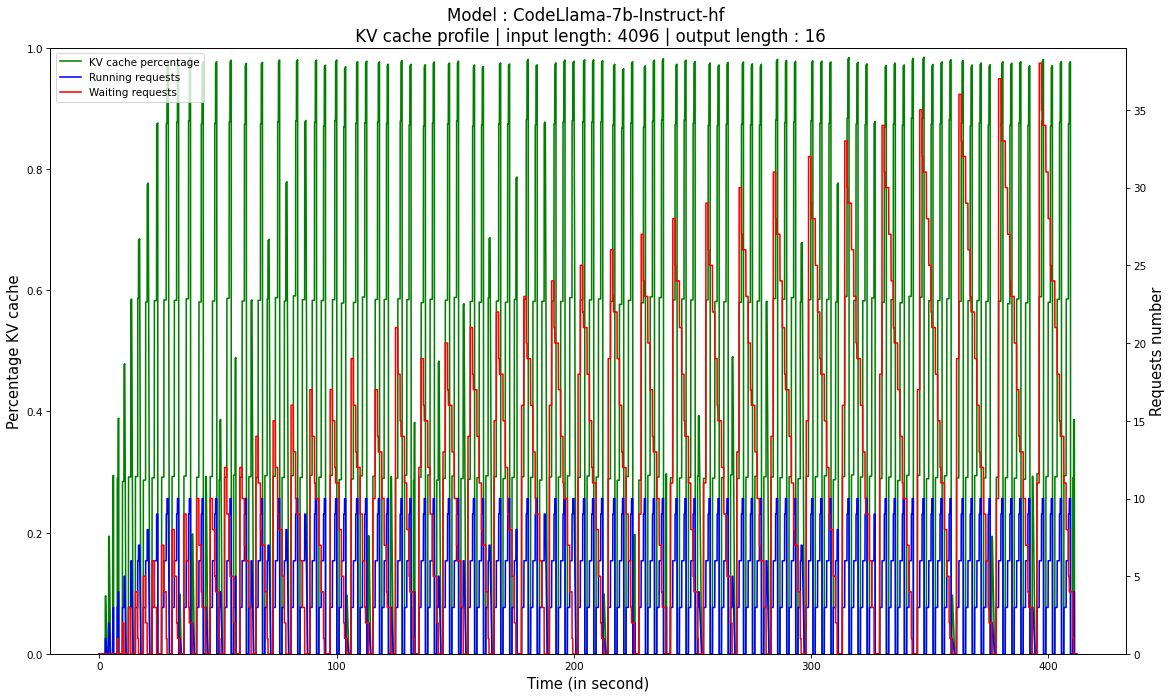 Model : CodeLlama-7b-Instruct-hf
KV cache profile | input length: 4096 | output length : 16
KV cache percentage
Running requests
Waiting requests
Percentage KV cache
1.0
0.8
0.6
0.4
0.2
0.0
0
100
200
300
400
Time (in second)
35
30
25
20
15
10
5
0
Requests number